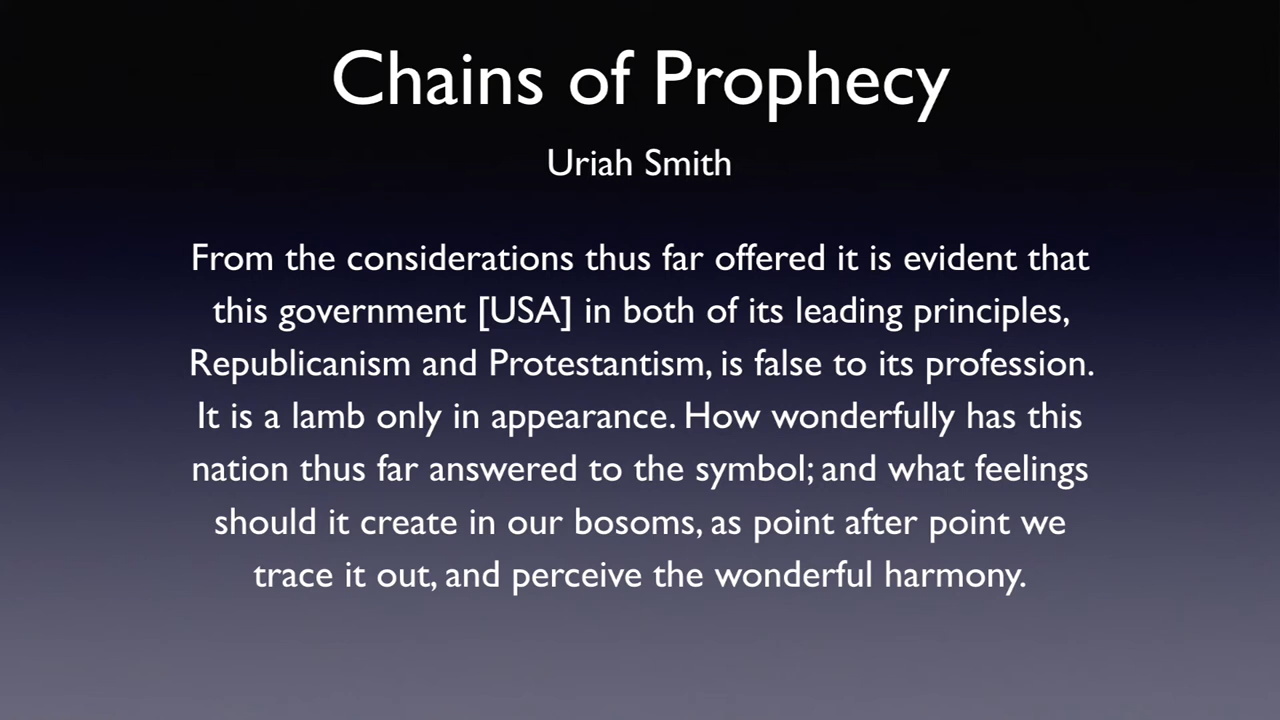 Chains of Prophecy
Uriah Smith
From the considerations thus far offered it is evident that
this government [USA] in both of its leading principles,
Republicanism and Protestantism, is false to its profession.
It is a lamb only in appearance. How wonderfully has this
nation thus far answered to the symbol; and what feelings
should it create in our bosoms, as point after point we
trace it out, and perceive the wonderful harmony.